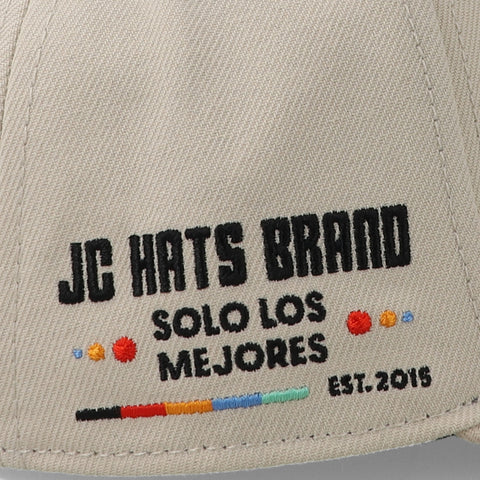 JC HATS BRAND
SOLO LOS
MEJORES
EST. 2015